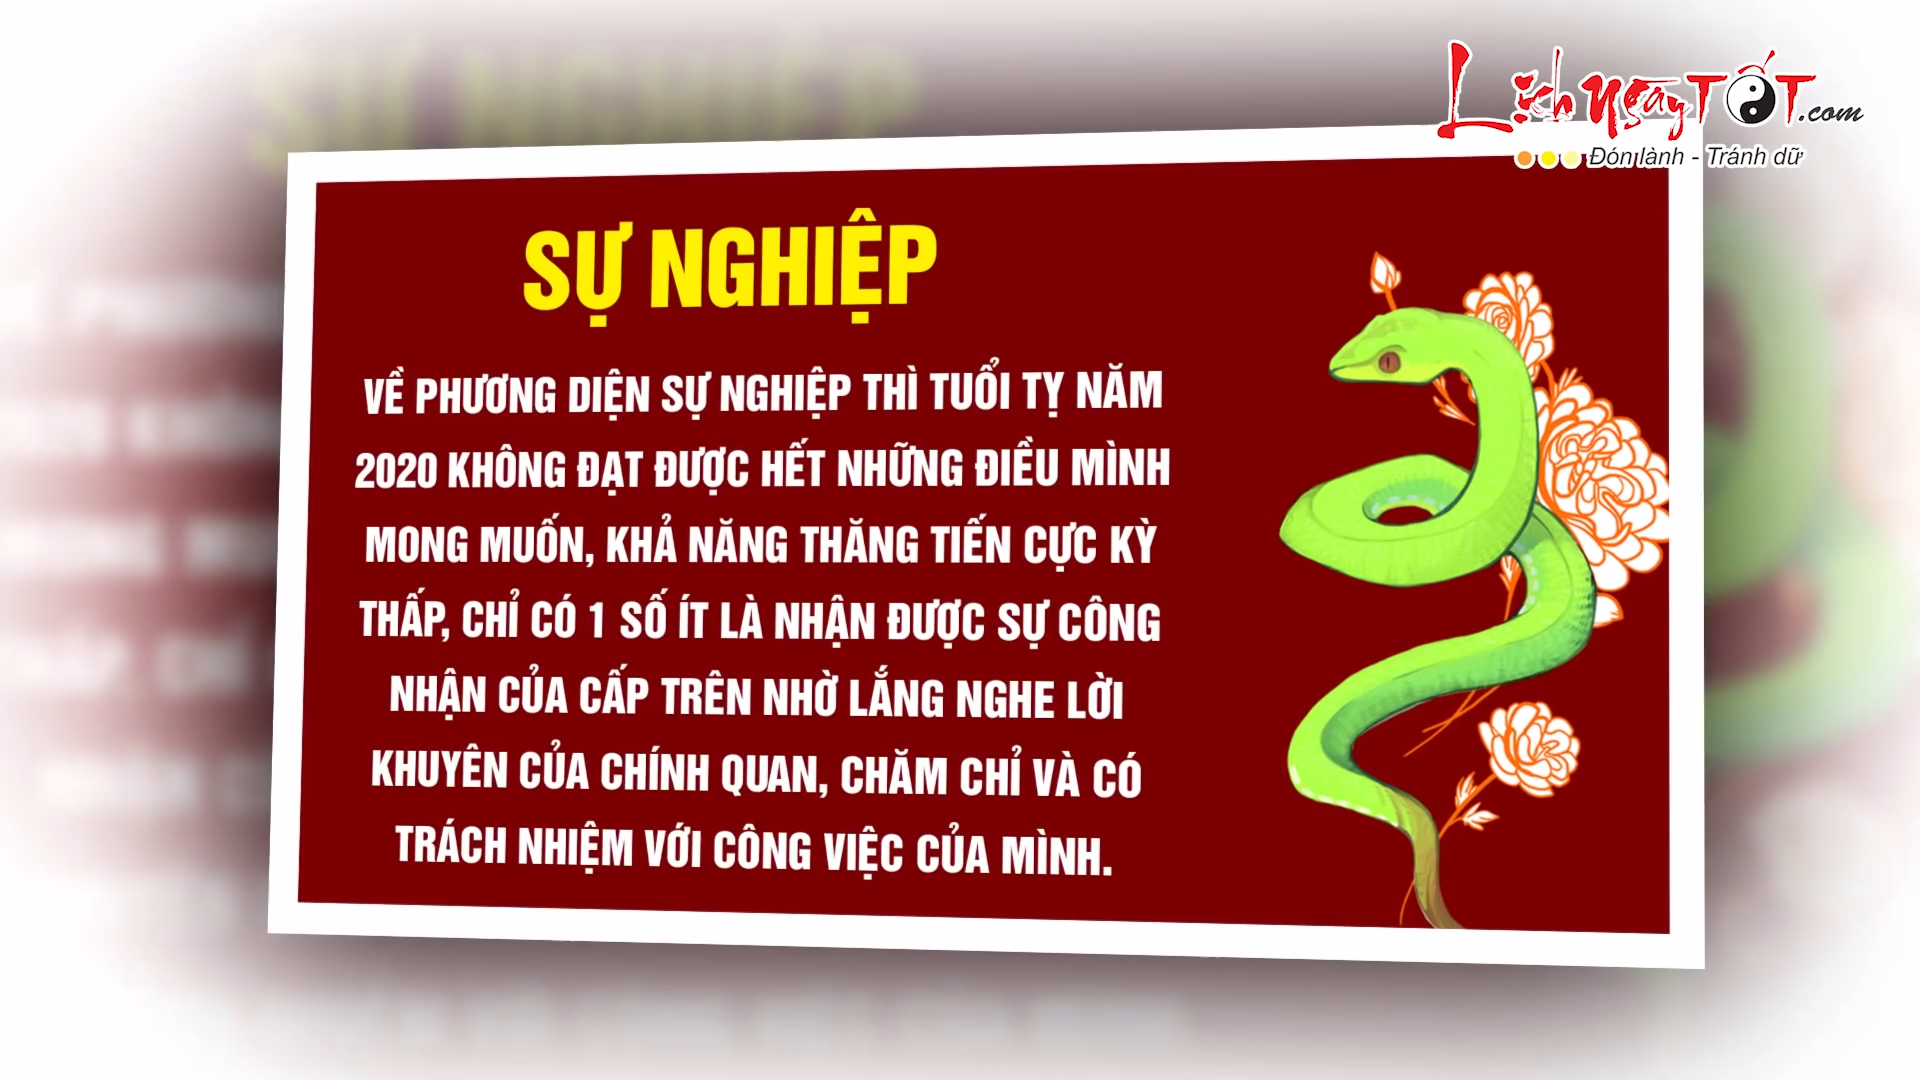 Lịch Ngày TỐT.com
Đón lành - Tránh dữ
SỰ NGHIỆP
VỀ PHƯƠNG DIỆN SỰ NGHIỆP THÌ TUỔI TỴ NĂM
2020 KHÔNG ĐẠT ĐƯỢC HẾT NHỮNG ĐIỀU MÌNH
MONG MUỐN, KHẢ NĂNG THĂNG TIẾN CỰC KỲ
THẤP, CHỈ CÓ 1 SỐ ÍT LÀ NHẬN ĐƯỢC SỰ CÔNG
NHẬN CỦA CẤP TRÊN NHỜ LẮNG NGHE LỜI
KHUYÊN CỦA CHÍNH QUAN, CHĂM CHỈ VÀ CÓ
TRÁCH NHIỆM VỚI CÔNG VIỆC CỦA MÌNH.